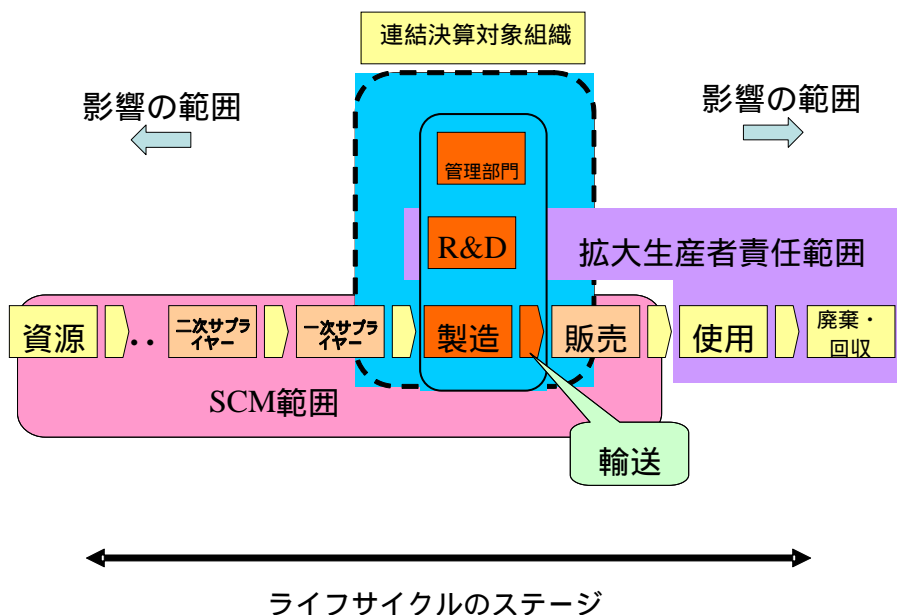 連結決算対象組織
影響の範囲
影響の範囲
管理部門
R&D
拡大生産者責任範囲
資源
・・
二次サプラ
イヤー
一次サプラ
イヤー
製造
販売
使用
廃棄・
回収
SCM範囲
輸送
ライフサイクルのステージ